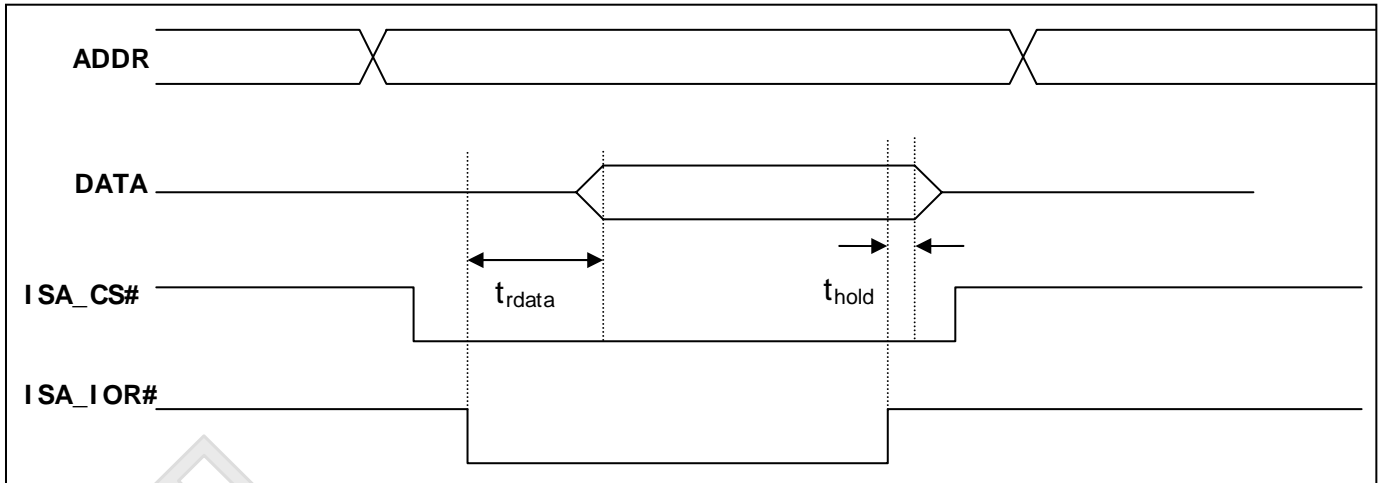 ADDR
DATA
t_rdata
t_hold
ISA_CS#
ISA_IOR#